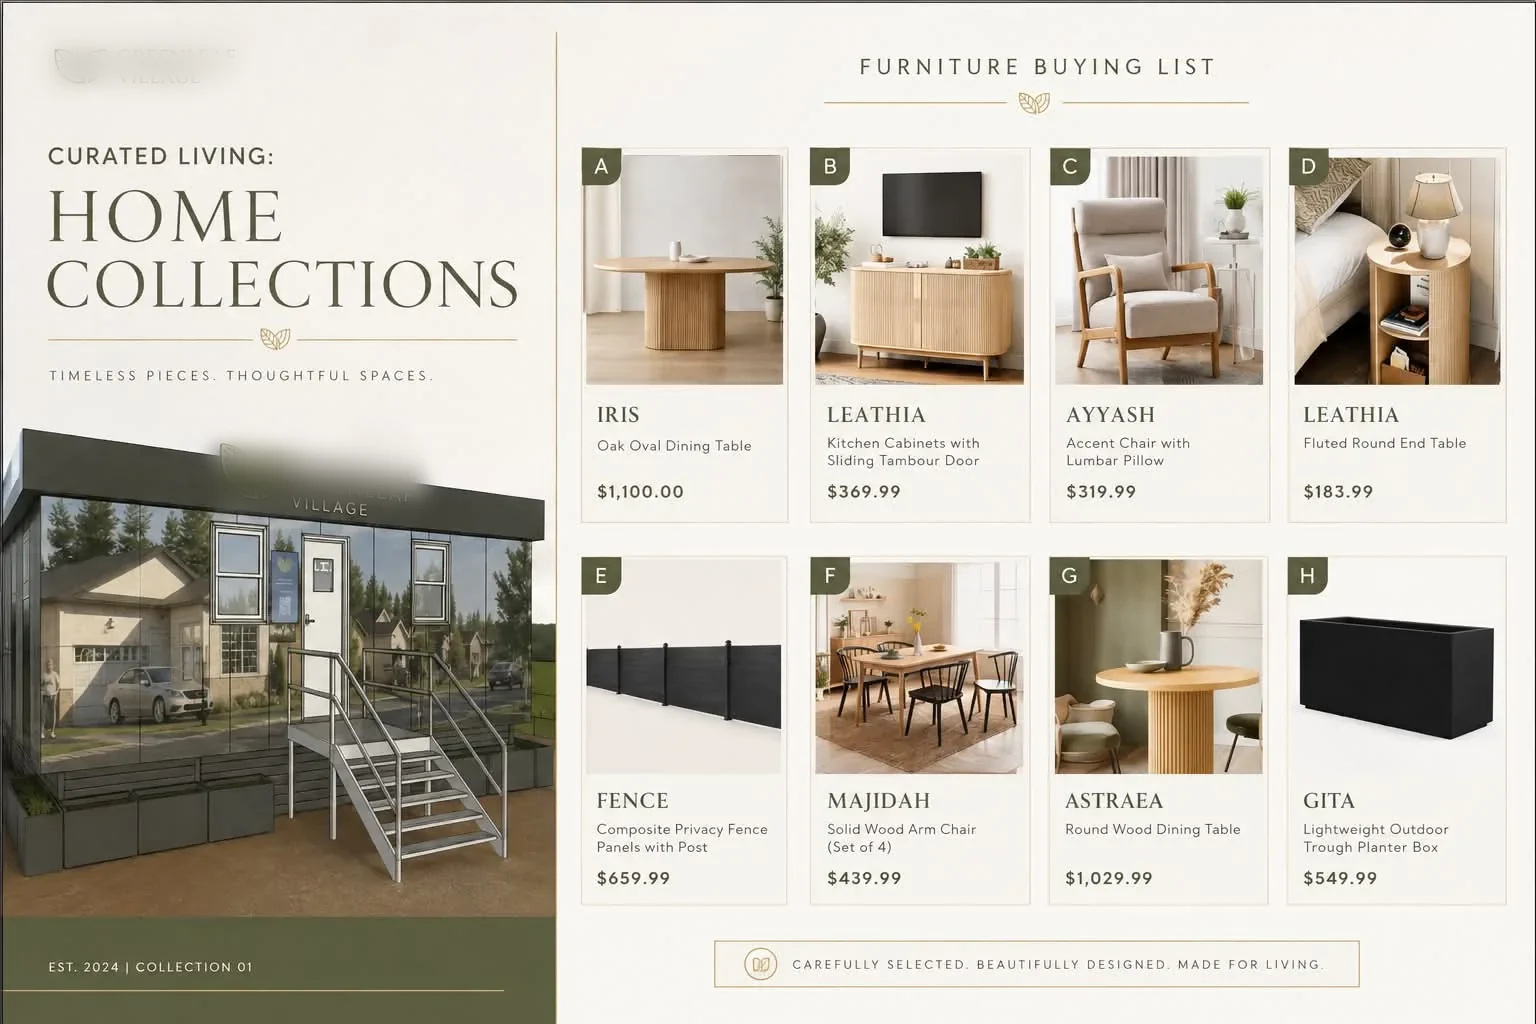 VILLAGE
CURATED LIVING:
HOME
COLLECTIONS
TIMELESS PIECES. THOUGHTFUL SPACES.
VILLAGE
EST. 2024 | COLLECTION 01
FURNITURE BUYING LIST
A
IRIS
Oak Oval Dining Table
$1,100.00
B
LEATHIA
Kitchen Cabinets with
Sliding Tambour Door
$369.99
C
AYYASH
Accent Chair with
Lumbar Pillow
$319.99
D
LEATHIA
Fluted Round End Table
$183.99
E
FENCE
Composite Privacy Fence
Panels with Post
$659.99
F
MAJIDAH
Solid Wood Arm Chair
(Set of 4)
$439.99
G
ASTRAEA
Round Wood Dining Table
$1,029.99
H
GITA
Lightweight Outdoor
Trough Planter Box
$549.99
CAREFULLY SELECTED. BEAUTIFULLY DESIGNED. MADE FOR LIVING.